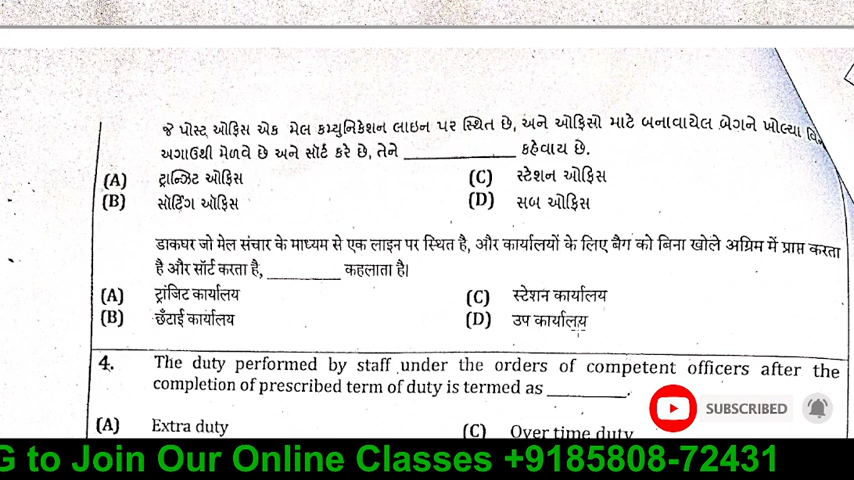 જે પોસ્ટ ઓફિસ એક મેલ કમ્યુનિકેશન લાઇન પર સ્થિત છે, અને ઓફિસો માટે બનાવાયેલ બેગને ખોલ્યા
અગાઉથી મેળવે છે અને સૉર્ટ કરે છે, તેને ____________ કહેવાય છે.
(A) ટ્રાન્ઝિટ ઓફિસ (C) સ્ટેશન ઓફિસ
(B) સૉર્ટિંગ ઑફિસ (D) સબ ઓફિસ
डाकघर जो मेल संचार के माध्यम से एक लाइन पर स्थित है, और कार्यालयों के लिए बैग को बिना खोले अग्रिम में प्राप्त करता
है और सॉर्ट करता है, ________ कहलाता है।
(A) ट्रांजिट कार्यालय (C) स्टेशन कार्यालय
(B) छँटाई कार्यालय (D) उप कार्यालय
4. The duty performed by staff under the orders of competent officers after the
completion of prescribed term of duty is termed as _________.
SUBSCRIBED
(A) Extra duty (C) Over time duty
G to Join Our Online Classes +9185808-72431